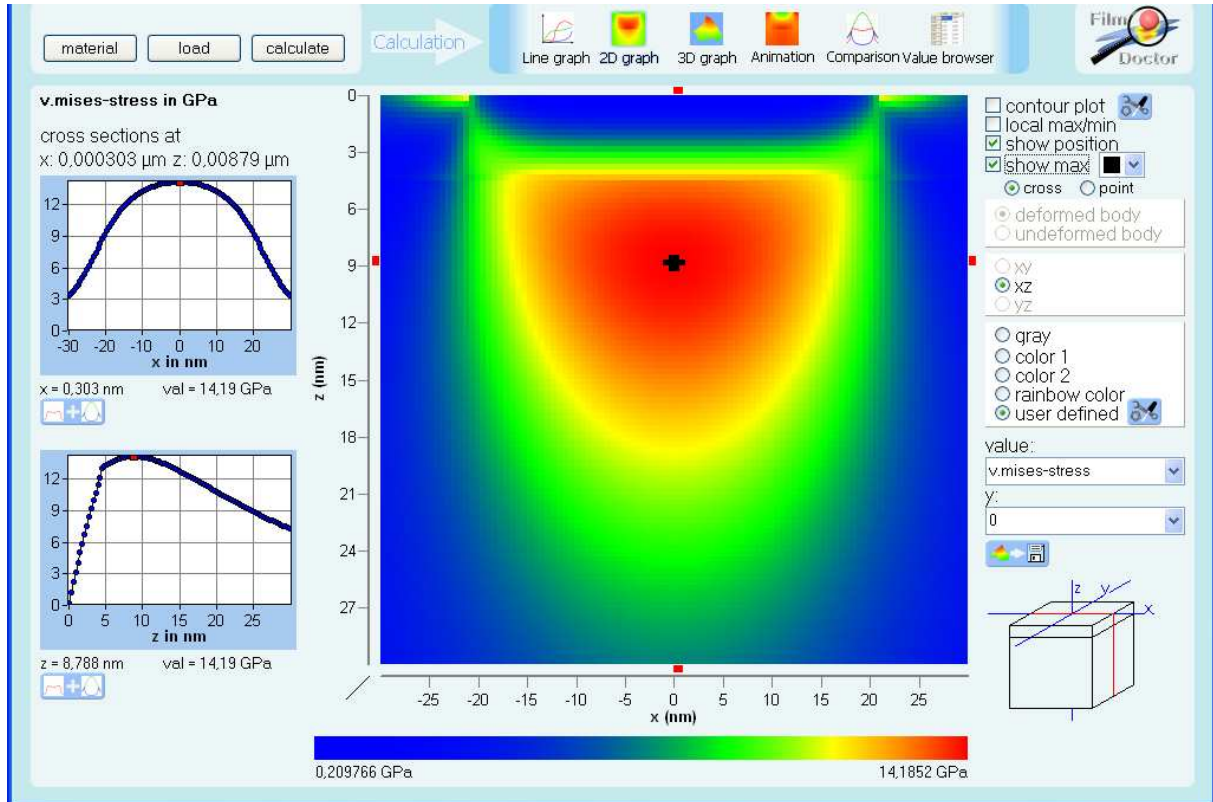 material load calculate
Calculation
Line graph 2D graph 3D graph Animation Comparison Value browser
Film Doctor
v.mises-stress in GPa
cross sections at
x: 0,000303 µm z: 0,00879 µm
12
9
6
3
0
-30 -20 -10 0 10 20
x in nm
x = 0,303 nm val = 14,19 GPa
12
9
6
3
0
0 5 10 15 20 25
z in nm
z = 8,788 nm val = 14,19 GPa
0
3
6
9
12
15
18
21
24
27
z (nm)
-25 -20 -15 -10 -5 0 5 10 15 20 25
x (nm)
0,209766 GPa 14,1852 GPa
contour plot
local max/min
show position
show max
cross point
deformed body
undeformed body
xy
xz
yz
gray
color 1
color 2
rainbow color
user defined
value:
v.mises-stress
y:
0
z y
x